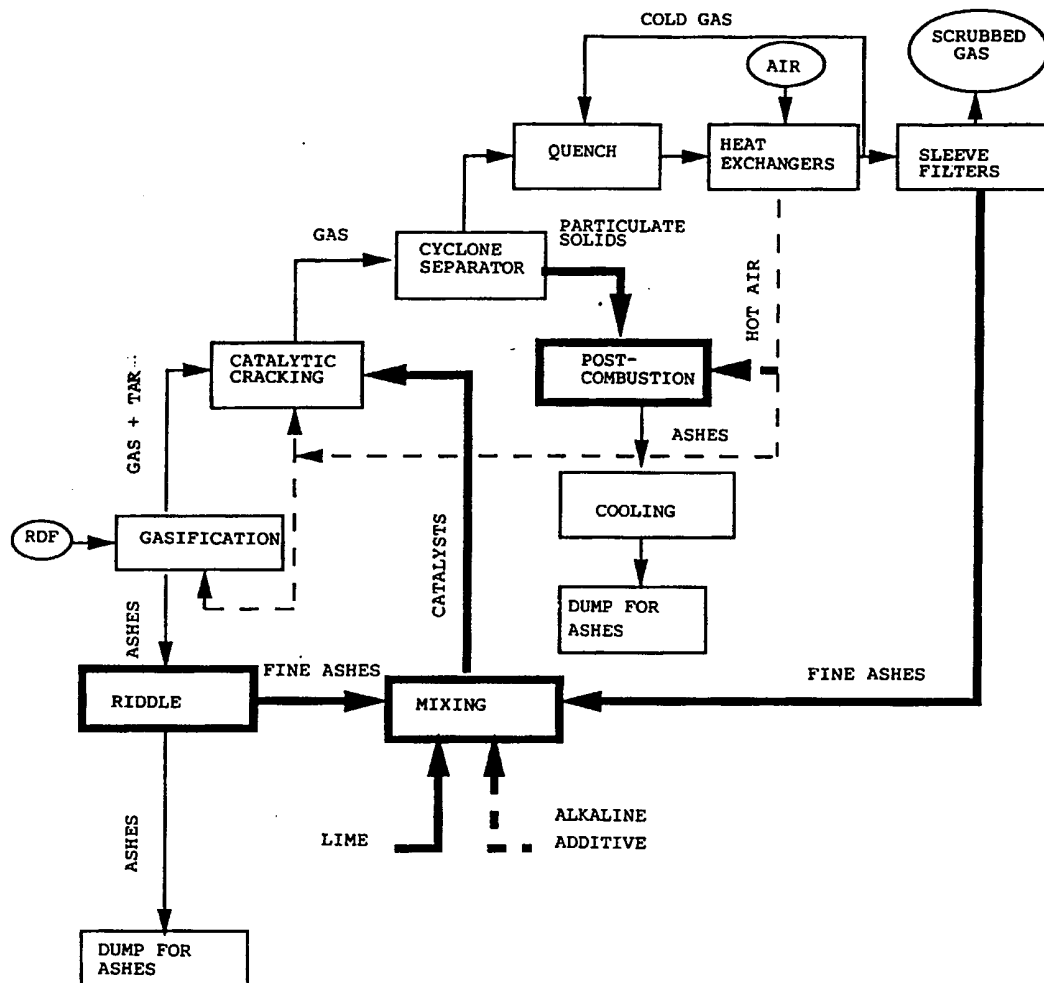 COLD GAS
SCRUBBED
GAS
AIR
QUENCH
HEAT
EXCHANGERS
SLEEVE
FILTERS
GAS
CYCLONE
SEPARATOR
PARTICULATE
SOLIDS
HOT AIR
CATALYTIC
CRACKING
POST-
COMBUSTION
GAS + TAR...
ASHES
RDF
GASIFICATION
COOLING
CATALYSTS
DUMP FOR
ASHES
ASHES
FINE ASHES
FINE ASHES
RIDDLE
MIXING
ASHES
LIME
ALKALINE
ADDITIVE
DUMP FOR
ASHES